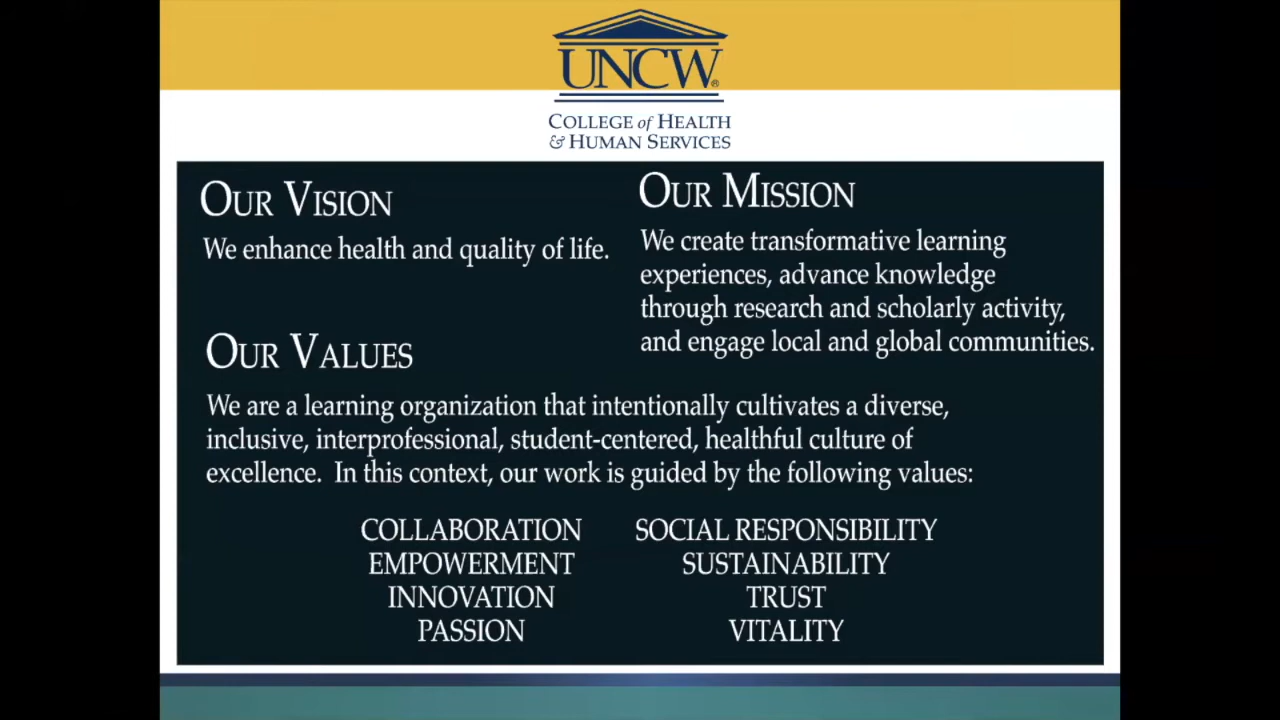 UNCW®
COLLEGE of HEALTH
& HUMAN SERVICES
OUR VISION
We enhance health and quality of life.
OUR MISSION
We create transformative learning
experiences, advance knowledge
through research and scholarly activity,
and engage local and global communities.
OUR VALUES
We are a learning organization that intentionally cultivates a diverse,
inclusive, interprofessional, student-centered, healthful culture of
excellence. In this context, our work is guided by the following values:
COLLABORATION
EMPOWERMENT
INNOVATION
PASSION
SOCIAL RESPONSIBILITY
SUSTAINABILITY
TRUST
VITALITY